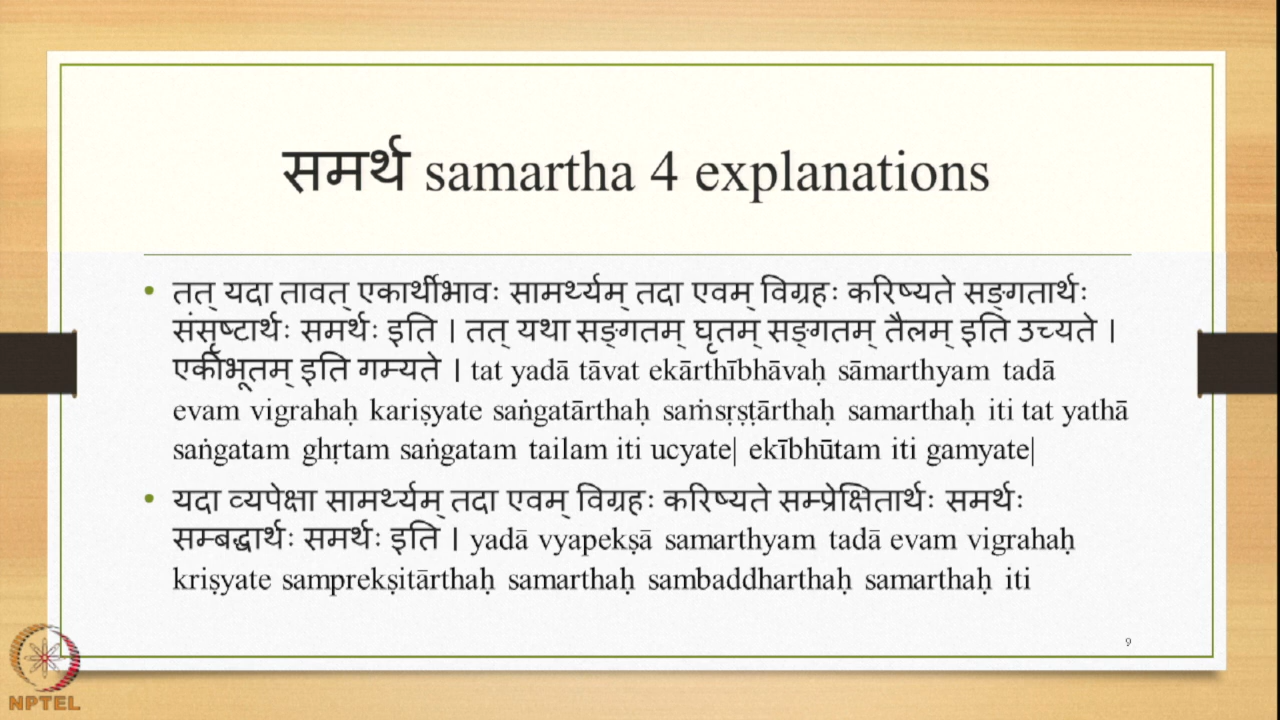 समर्थ samartha 4 explanations
• तत् यदा तावत् एकार्थीभावः सामर्थ्यम् तदा एवम् विग्रहः करिष्यते सङ्गतार्थः
संसृष्टार्थः समर्थः इति । तत् यथा सङ्गतम् घृतम् सङ्गतम् तैलम् इति उच्यते ।
एकीभूतम् इति गम्यते । tat yadā tāvat ekārthībhāvaḥ sāmarthyam tadā
evam vigrahaḥ kariṣyate saṅgatārthaḥ saṁsṛṣṭārthaḥ samarthaḥ iti tat yathā
saṅgatam ghṛtam saṅgatam tailam iti ucyate| ekībhūtam iti gamyate|
• यदा व्यपेक्षा सामर्थ्यम् तदा एवम् विग्रहः करिष्यते सम्प्रेक्षितार्थः समर्थः
सम्बद्धार्थः समर्थः इति । yadā vyapekṣā samarthyam tadā evam vigrahaḥ
kriṣyate samprekṣitārthaḥ samarthaḥ sambaddharthaḥ samarthaḥ iti
9
NPTEL